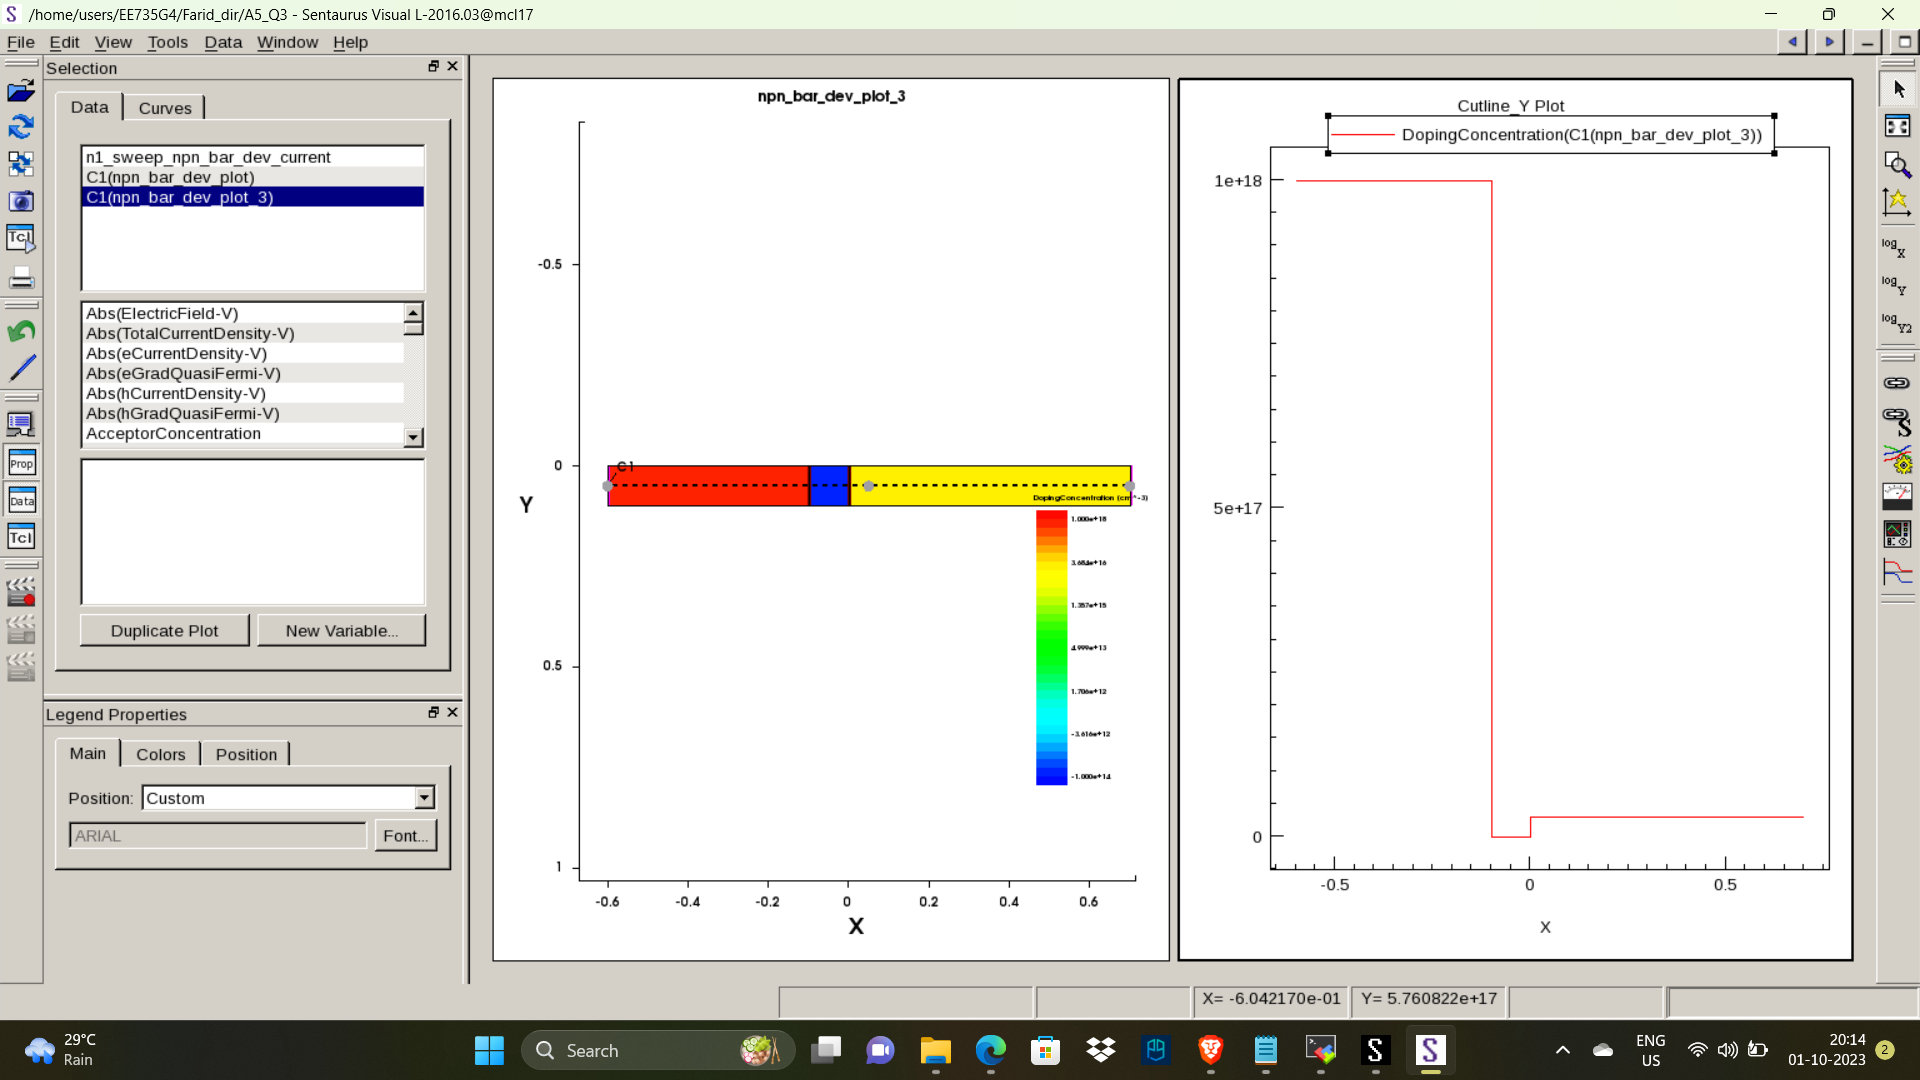 /home/users/EE735G4/Farid_dir/A5_Q3 - Sentaurus Visual L-2016.03@mcl17
File Edit View Tools Data Window Help
Selection
Data Curves
n1_sweep_npn_bar_dev_current
C1(npn_bar_dev_plot)
C1(npn_bar_dev_plot_3)
Abs(ElectricField-V)
Abs(TotalCurrentDensity-V)
Abs(eCurrentDensity-V)
Abs(eGradQuasiFermi-V)
Abs(hCurrentDensity-V)
Abs(hGradQuasiFermi-V)
AcceptorConcentration
Duplicate Plot New Variable...
Legend Properties
Main Colors Position
Position: Custom
ARIAL Font...
Tcl
Prop
Data
Tcl
npn_bar_dev_plot_3
-0.5
0
0.5
1
Y
C1
DopingConcentration (cm^-3)
1.000e+18
3.684e+16
1.357e+15
4.999e+13
1.706e+12
-3.616e+12
-1.000e+14
-0.6 -0.4 -0.2 0 0.2 0.4 0.6
X
Cutline_Y Plot
DopingConcentration(C1(npn_bar_dev_plot_3))
1e+18
5e+17
0
-0.5 0 0.5
X
log X
log Y
log Y2
S
X= -6.042170e-01 Y= 5.760822e+17
29°C
Rain
Search
ENG
US
20:14
01-10-2023
2